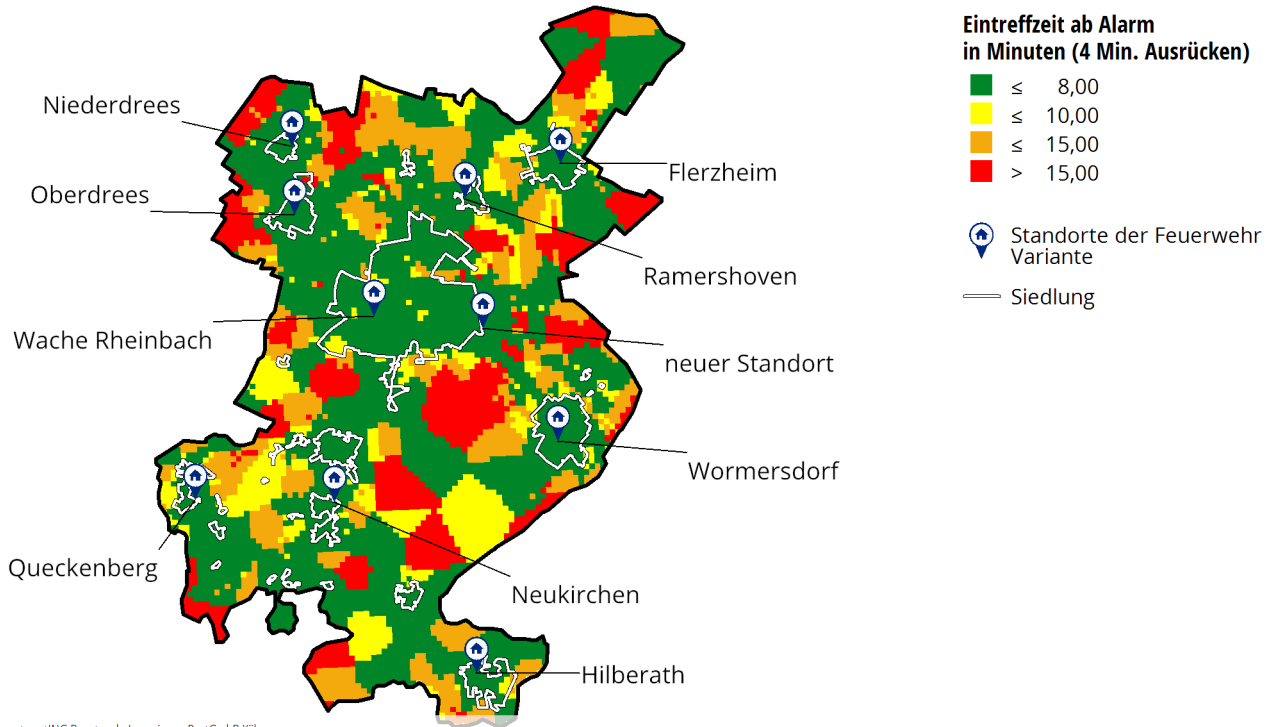 Eintreffzeit ab Alarm
in Minuten (4 Min. Ausrücken)
≤ 8,00
≤ 10,00
≤ 15,00
> 15,00
Standorte der Feuerwehr
Variante
Siedlung
Niederdrees
Oberdrees
Flerzheim
Ramershoven
Wache Rheinbach
neuer Standort
Wormersdorf
Queckenberg
Neukirchen
Hilberath